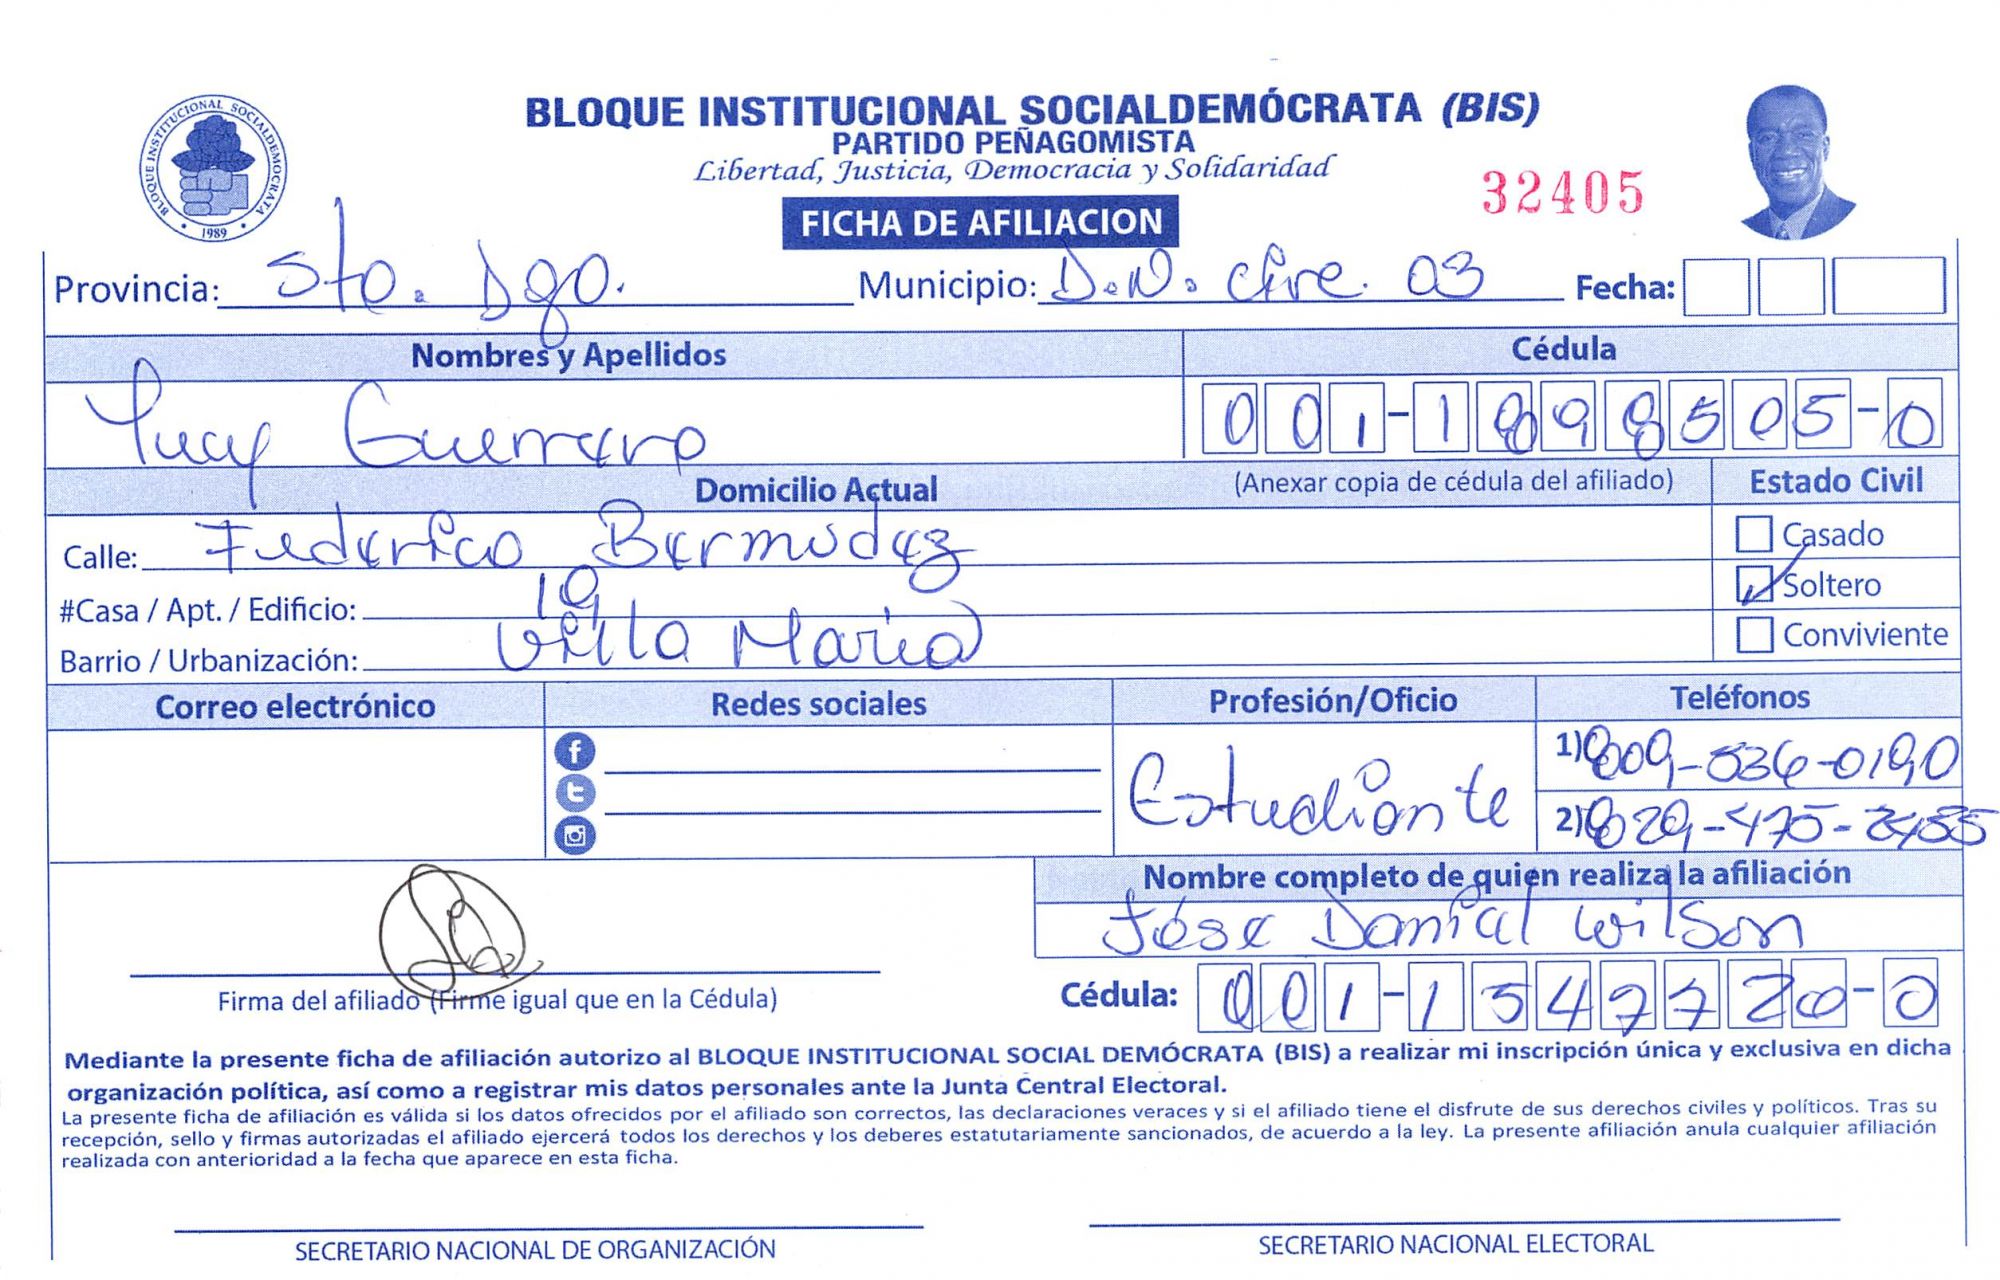 BLOQUE INSTITUCIONAL SOCIALDEMÓCRATA (BIS)
PARTIDO PEÑAGOMISTA
Libertad, Justicia, Democracia y Solidaridad
BLOQUE INSTITUCIONAL SOCIALDEMOCRATA
1989
32405
FICHA DE AFILIACION
Provincia: Sto. Dgo. Municipio: D.N. circ. 03 Fecha:
Nombres y Apellidos Cédula
Guerrero 001-1898505-0
Domicilio Actual (Anexar copia de cédula del afiliado) Estado Civil
Calle: Federico Bermudez Casado
#Casa / Apt. / Edificio: 19 Soltero
Barrio / Urbanización: Villa Maria Conviviente
Correo electrónico Redes sociales Profesión/Oficio Teléfonos
Estudiante 1) 809-536-0190
2) 829-475-
Nombre completo de quien realiza la afiliación
Jose Danial Wilson
Firma del afiliado (Firme igual que en la Cédula) Cédula: 001-1547720-0
Mediante la presente ficha de afiliación autorizo al BLOQUE INSTITUCIONAL SOCIAL DEMÓCRATA (BIS) a realizar mi inscripción única y exclusiva en dicha
organización política, así como a registrar mis datos personales ante la Junta Central Electoral.
La presente ficha de afiliación es válida si los datos ofrecidos por el afiliado son correctos, las declaraciones veraces y si el afiliado tiene el disfrute de sus derechos civiles y políticos. Tras su
recepción, sello y firmas autorizadas el afiliado ejercerá todos los derechos y los deberes estatutariamente sancionados, de acuerdo a la ley. La presente afiliación anula cualquier afiliación
realizada con anterioridad a la fecha que aparece en esta ficha.
SECRETARIO NACIONAL DE ORGANIZACIÓN SECRETARIO NACIONAL ELECTORAL